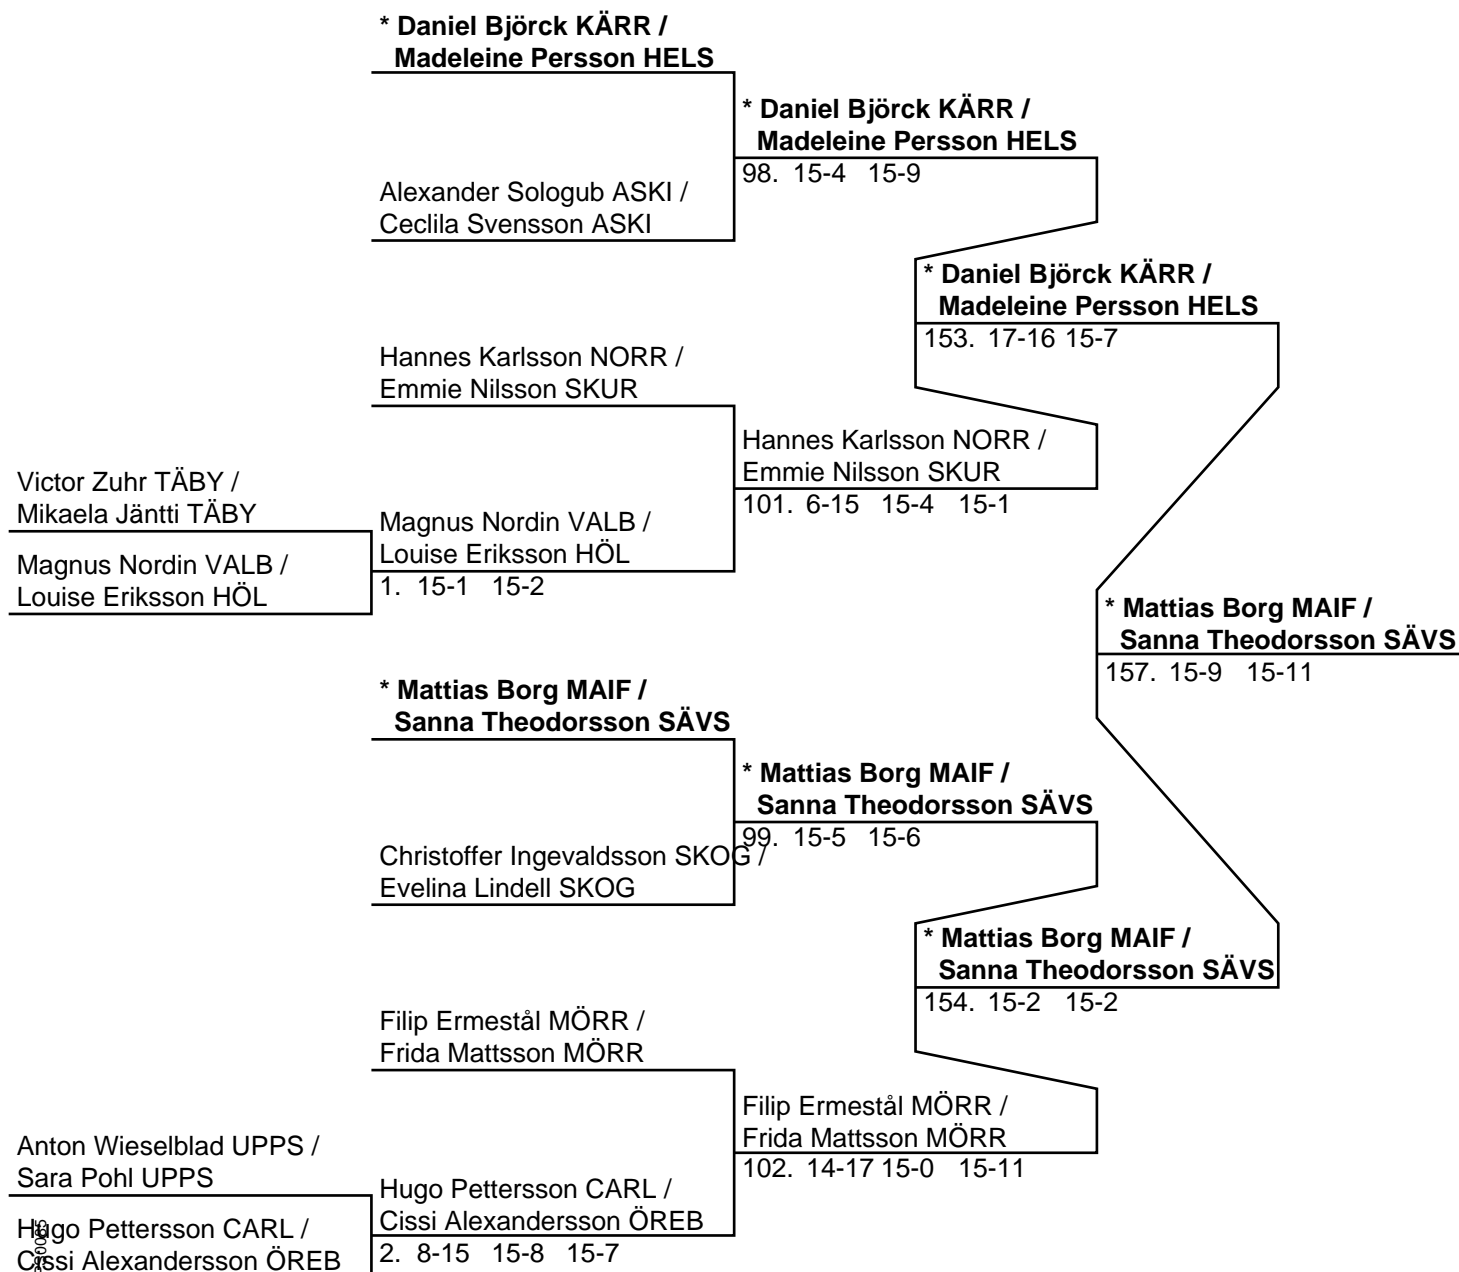 * Daniel Björck KÄRR /
Madeleine Persson HELS
* Daniel Björck KÄRR /
Madeleine Persson HELS
98. 15-4 15-9
Alexander Sologub ASKI /
Ceclila Svensson ASKI
* Daniel Björck KÄRR /
Madeleine Persson HELS
153. 17-16 15-7
Hannes Karlsson NORR /
Emmie Nilsson SKUR
Hannes Karlsson NORR /
Emmie Nilsson SKUR
101. 6-15 15-4 15-1
Victor Zuhr TÄBY /
Mikaela Jäntti TÄBY
Magnus Nordin VALB /
Louise Eriksson HÖL
1. 15-1 15-2
Magnus Nordin VALB /
Louise Eriksson HÖL
* Mattias Borg MAIF /
Sanna Theodorsson SÄVS
157. 15-9 15-11
* Mattias Borg MAIF /
Sanna Theodorsson SÄVS
* Mattias Borg MAIF /
Sanna Theodorsson SÄVS
99. 15-5 15-6
Christoffer Ingevaldsson SKOG /
Evelina Lindell SKOG
* Mattias Borg MAIF /
Sanna Theodorsson SÄVS
154. 15-2 15-2
Filip Ermestål MÖRR /
Frida Mattsson MÖRR
Filip Ermestål MÖRR /
Frida Mattsson MÖRR
102. 14-17 15-0 15-11
Anton Wieselblad UPPS /
Sara Pohl UPPS
Hugo Pettersson CARL /
Cissi Alexandersson ÖREB
2. 8-15 15-8 15-7
Hugo Pettersson CARL /
Cissi Alexandersson ÖREB